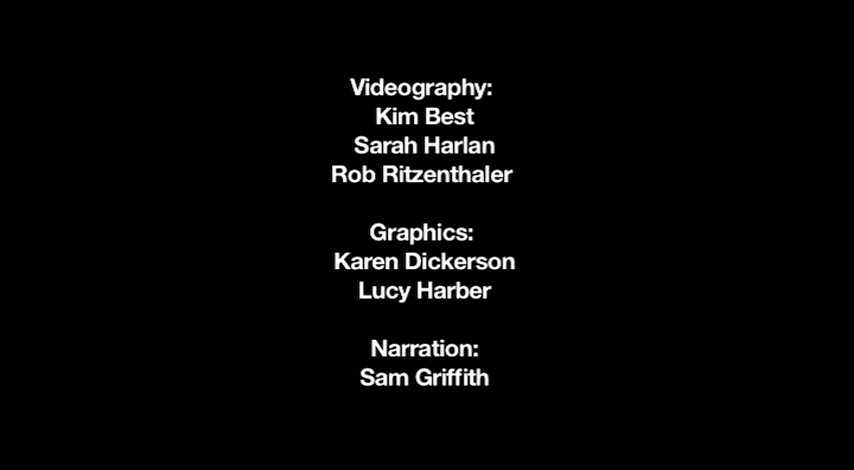 Videography:
Kim Best
Sarah Harlan
Rob Ritzenthaler
Graphics:
Karen Dickerson
Lucy Harber
Narration:
Sam Griffith